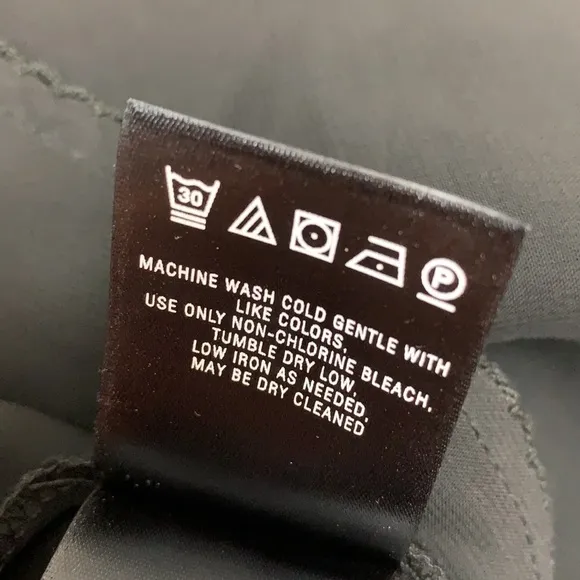 30 P
MACHINE WASH COLD GENTLE WITH
LIKE COLORS.
USE ONLY NON-CHLORINE BLEACH.
TUMBLE DRY LOW.
LOW IRON AS NEEDED.
MAY BE DRY CLEANED